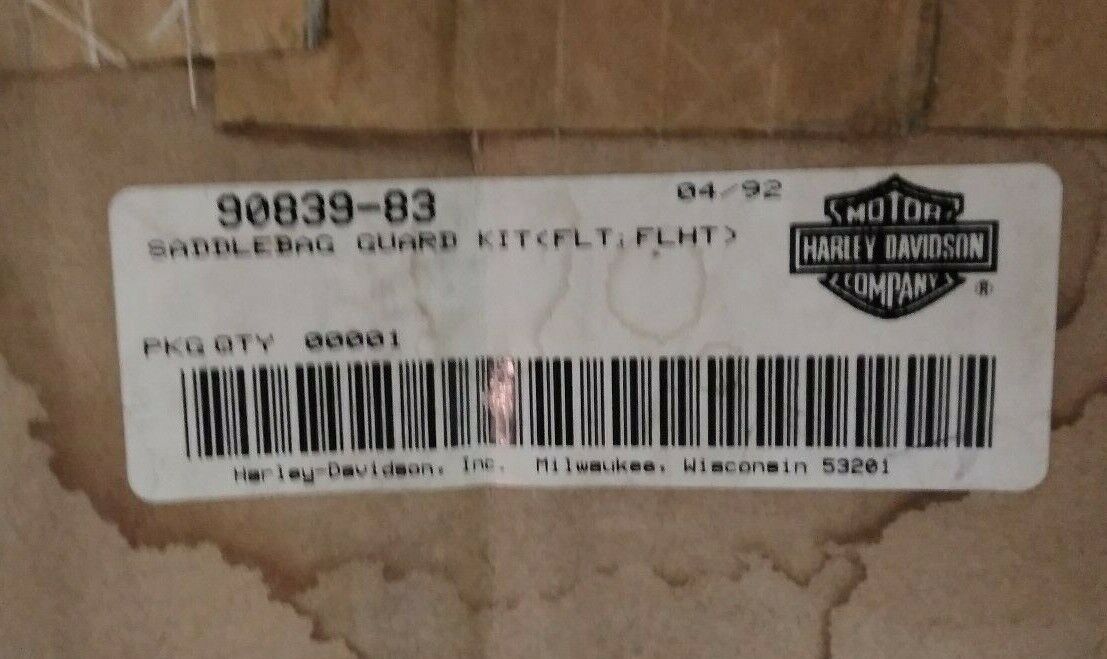 90839-83 04/92
SADDLEBAG GUARD KIT<FLT,FLHT>
MOTOR
HARLEY DAVIDSON
COMPANY
®
PKG QTY 00001
Harley-Davidson, Inc. Milwaukee, Wisconsin 53201